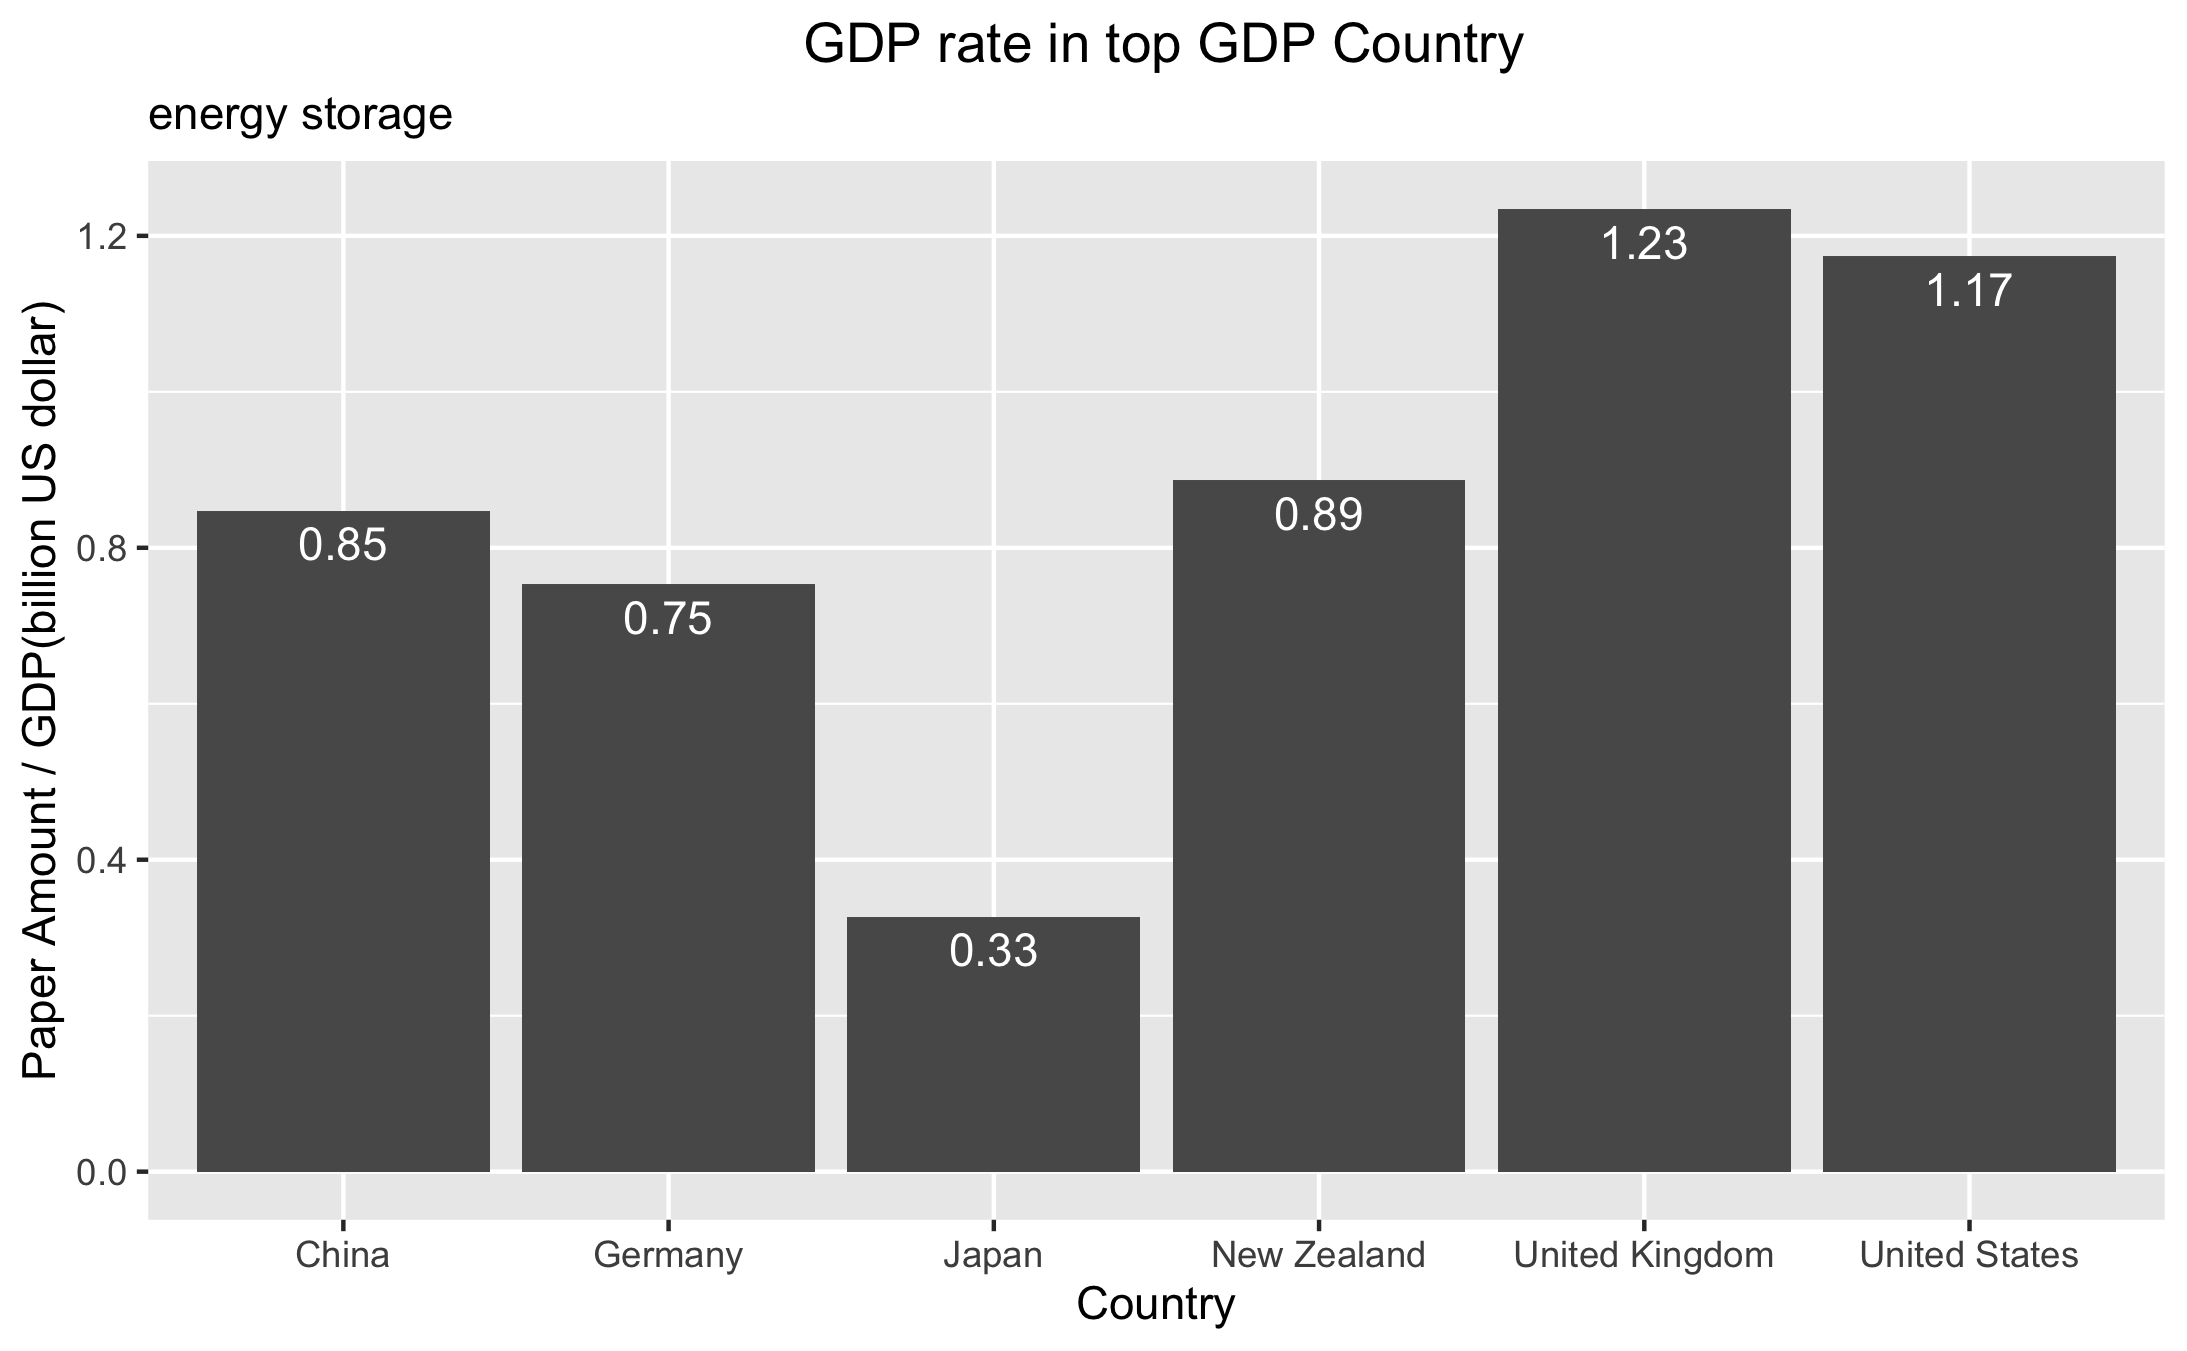 GDP rate in top GDP Country
energy storage
Paper Amount / GDP(billion US dollar)
1.2
0.8
0.4
0.0
0.85
0.75
0.33
0.89
1.23
1.17
China
Germany
Japan
New Zealand
United Kingdom
United States
Country